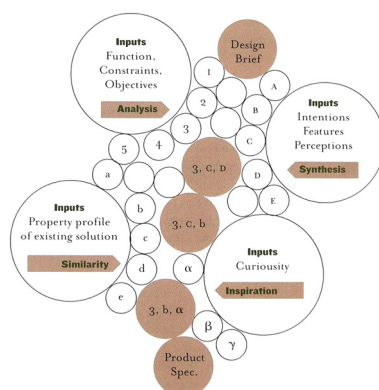 Inputs
Function,
Constraints,
Objectives
Analysis
Design
Brief
1
2
3
4
5
A
B
C
D
E
Inputs
Intentions
Features
Perceptions
Synthesis
3, C, D
3, C, b
3, b, α
a
b
c
d
e
Inputs
Property profile
of existing solution
Similarity
α
β
γ
Inputs
Curiousity
Inspiration
Product
Spec.